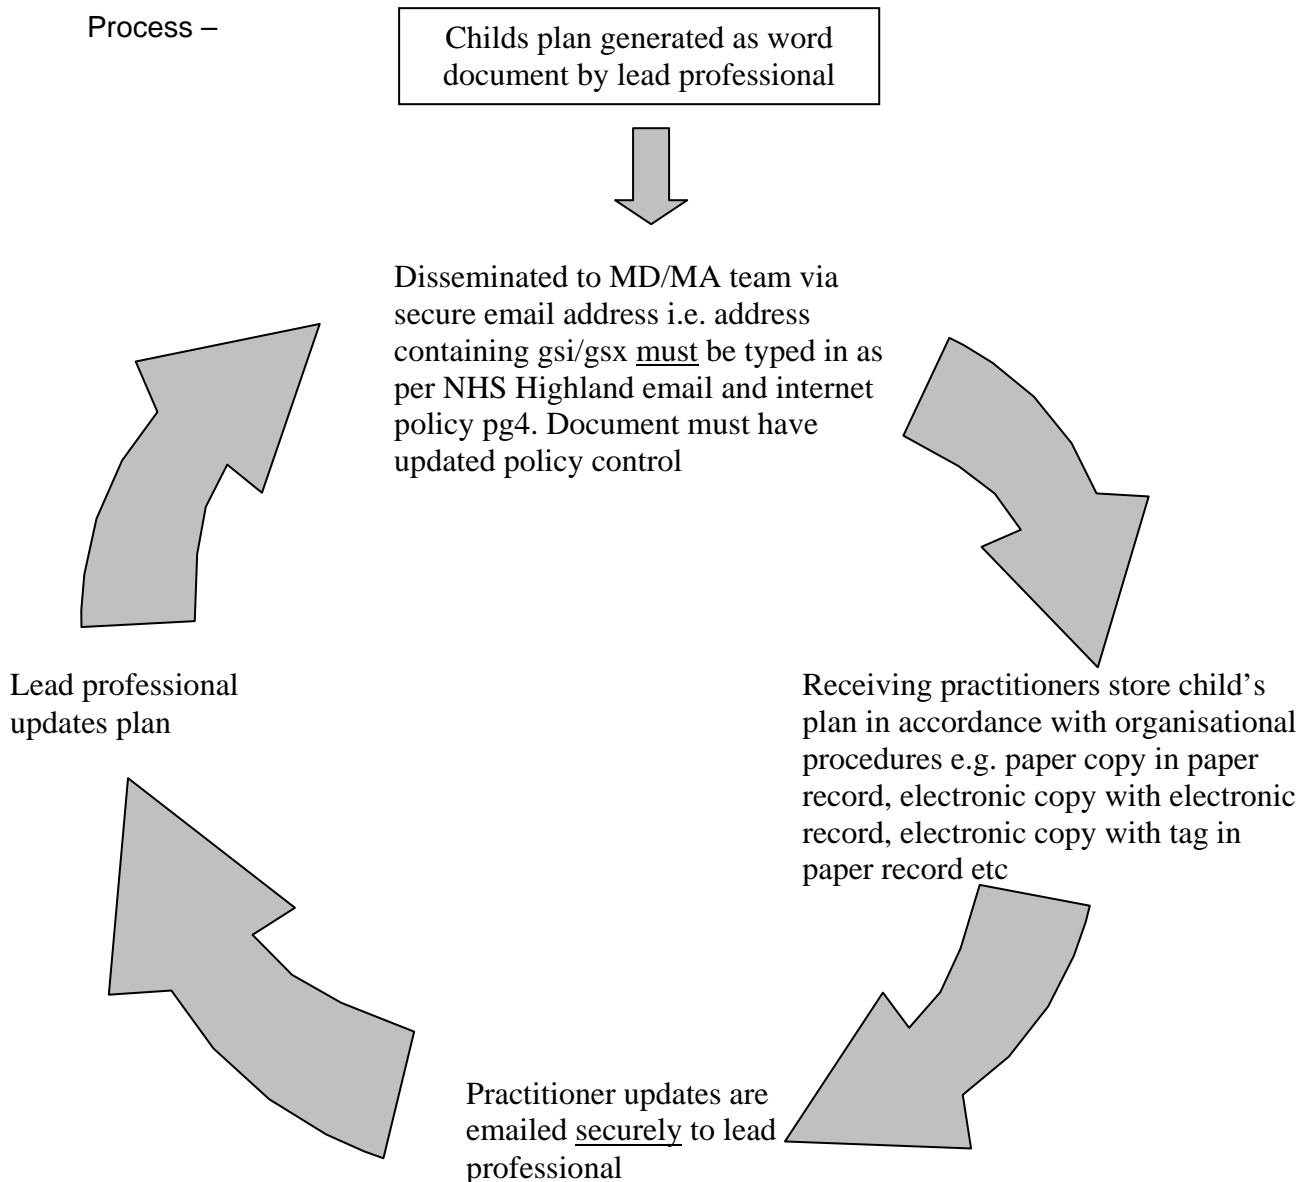 Process –
Childs plan generated as word
document by lead professional
Disseminated to MD/MA team via
secure email address i.e. address
containing gsi/gsx must be typed in as
per NHS Highland email and internet
policy pg4. Document must have
updated policy control
Lead professional
updates plan
Receiving practitioners store child’s
plan in accordance with organisational
procedures e.g. paper copy in paper
record, electronic copy with electronic
record, electronic copy with tag in
paper record etc
Practitioner updates are
emailed securely to lead
professional